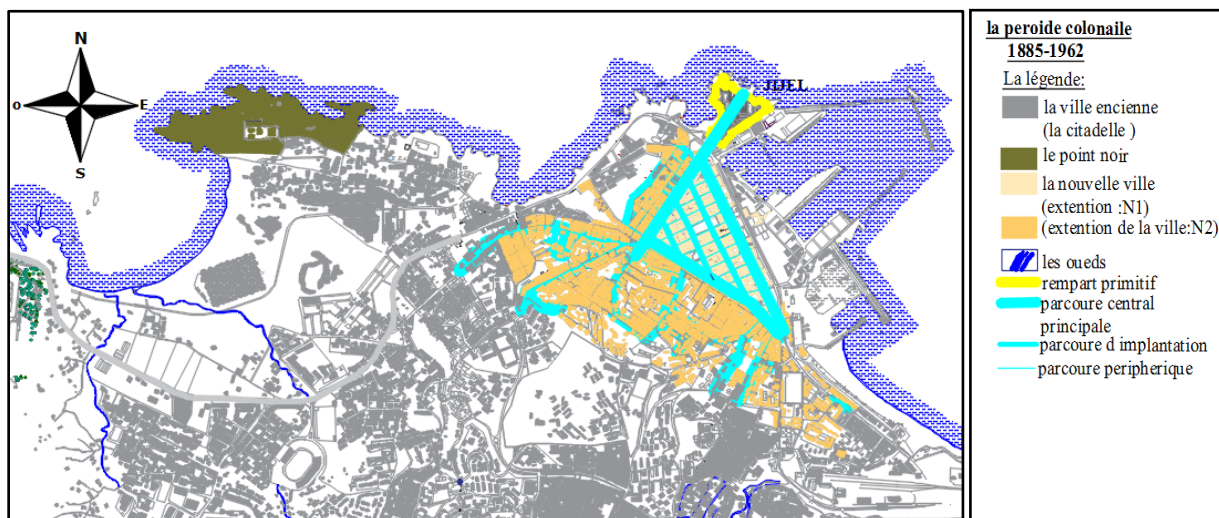 N
o
E
S
JIJEL
la peroide colonaile
1885-1962
La légende:
la ville encienne
(la citadelle )
le point noir
la nouvelle ville
(extention :N1)
(extention de la ville:N2)
les oueds
rempart primitif
parcoure central
principale
parcoure d implantation
parcoure peripherique